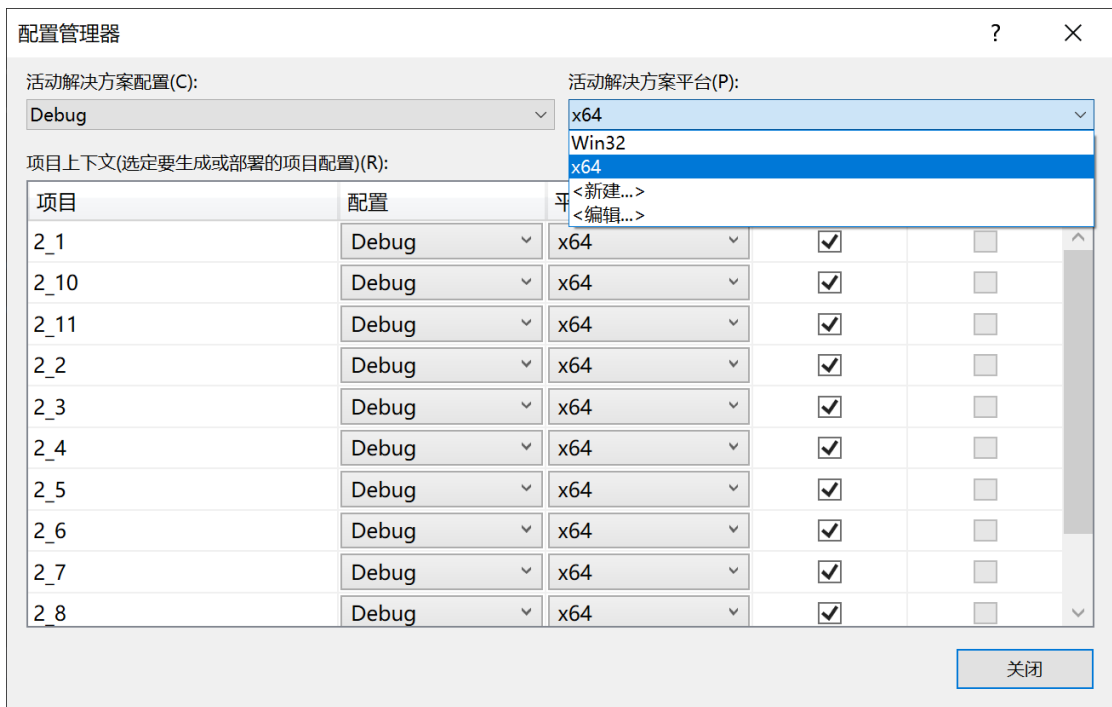 配置管理器 ?
活动解决方案配置(C): 活动解决方案平台(P):
Debug x64
Win32
x64
<新建...>
<编辑...>
项目上下文(选定要生成或部署的项目配置)(R):
项目 配置
2_1 Debug x64
2_10 Debug x64
2_11 Debug x64
2_2 Debug x64
2_3 Debug x64
2_4 Debug x64
2_5 Debug x64
2_6 Debug x64
2_7 Debug x64
2_8 Debug x64
关闭